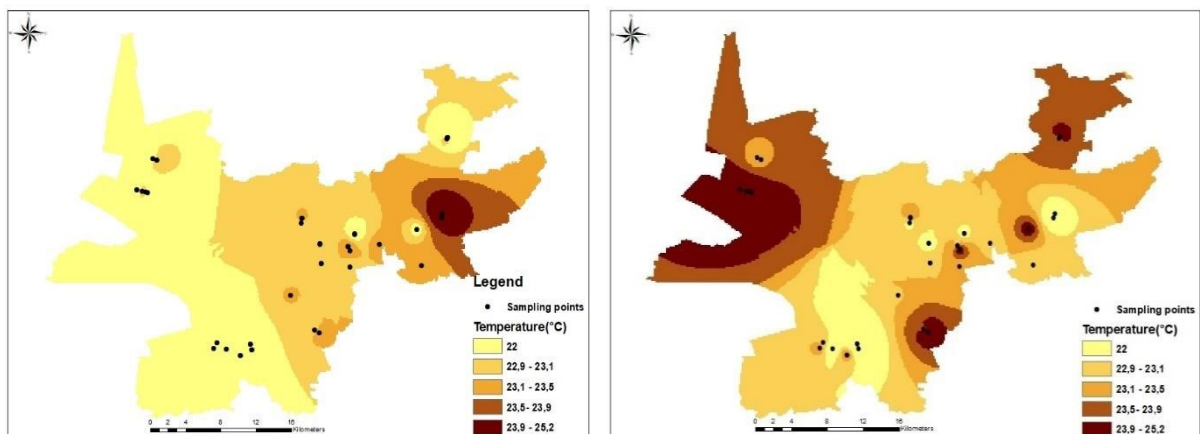 Legend
Sampling points
Temperature(°C)
22
22,9 - 23,1
23,1 - 23,5
23,5- 23,9
23,9 - 25,2
0 2 4 8 12 16
Kilometers
Sampling points
Temperature(°C)
22
22,9 - 23,1
23,1 - 23,5
23,5- 23,9
23,9 - 25,2
0 2 4 8 12 16
Kilometers